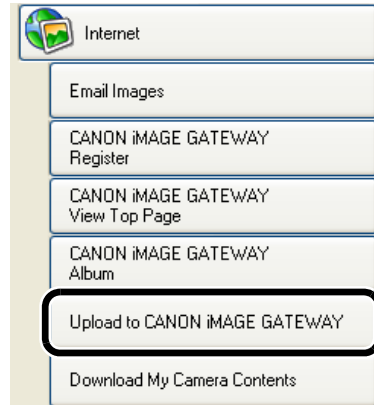 Internet
Email Images
CANON iMAGE GATEWAY
Register
CANON iMAGE GATEWAY
View Top Page
CANON iMAGE GATEWAY
Album
Upload to CANON iMAGE GATEWAY
Download My Camera Contents